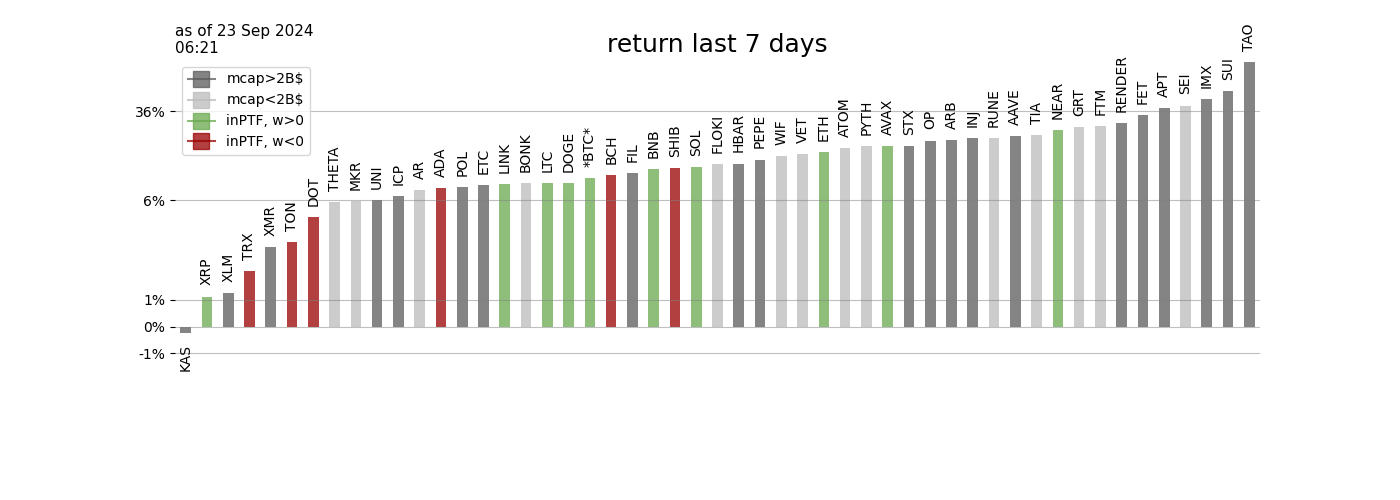 as of 23 Sep 2024
06:21
return last 7 days
mcap>2B$
mcap<2B$
inPTF, w>0
inPTF, w<0
36%
6%
1%
0%
-1%
KAS
XRP
XLM
TRX
XMR
TON
DOT
THETA
MKR
UNI
ICP
AR
ADA
POL
ETC
LINK
BONK
LTC
DOGE
*BTC*
BCH
FIL
BNB
SHIB
SOL
FLOKI
HBAR
PEPE
WIF
VET
ETH
ATOM
PYTH
AVAX
STX
OP
ARB
INJ
RUNE
AAVE
TIA
NEAR
GRT
FTM
RENDER
FET
APT
SEI
IMX
SUI
TAO